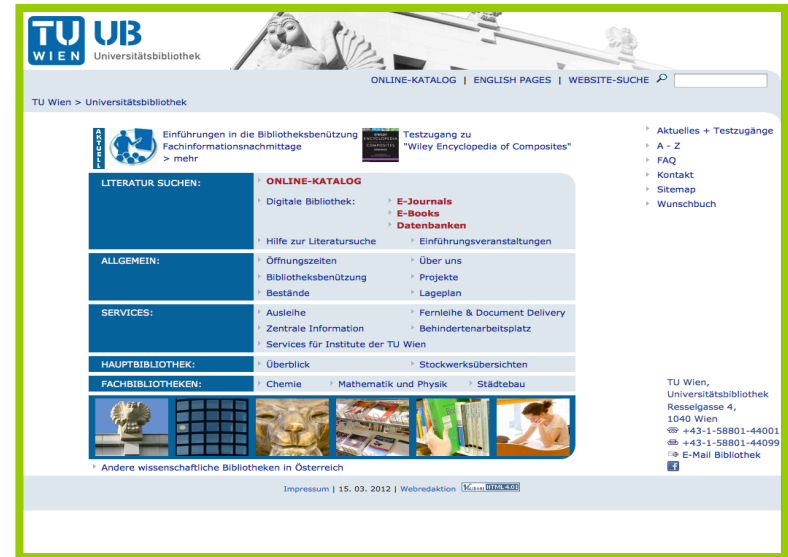 TU WIEN
UB
Universitätsbibliothek
ONLINE-KATALOG | ENGLISH PAGES | WEBSITE-SUCHE
TU Wien > Universitätsbibliothek
AKTUELL
Einführungen in die Bibliotheksbenützung
Fachinformationsnachmittage
> mehr
WILEY ENCYCLOPEDIA OF COMPOSITES
Testzugang zu
"Wiley Encyclopedia of Composites"
Aktuelles + Testzugänge
A - Z
FAQ
Kontakt
Sitemap
Wunschbuch
LITERATUR SUCHEN:
ONLINE-KATALOG
Digitale Bibliothek: E-Journals
E-Books
Datenbanken
Hilfe zur Literatursuche Einführungsveranstaltungen
ALLGEMEIN:
Öffnungszeiten Über uns
Bibliotheksbenützung Projekte
Bestände Lageplan
SERVICES:
Ausleihe Fernleihe & Document Delivery
Zentrale Information Behindertenarbeitsplatz
Services für Institute der TU Wien
HAUPTBIBLIOTHEK: Überblick Stockwerksübersichten
FACHBIBLIOTHEKEN: Chemie Mathematik und Physik Städtebau
TU Wien,
Universitätsbibliothek
Resselgasse 4,
1040 Wien
+43-1-58801-44001
+43-1-58801-44099
E-Mail Bibliothek
Andere wissenschaftliche Bibliotheken in Österreich
Impressum | 15. 03. 2012 | Webredaktion HTML 4.01